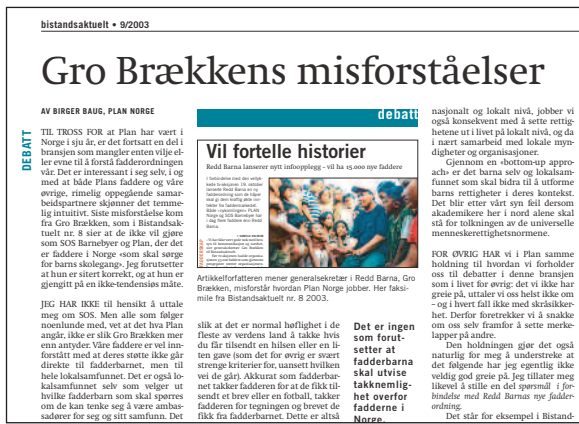 bistandsaktuelt • 9/2003
Gro Brækkens misforståelser
DEBATT
AV BIRGER BAUG, PLAN NORGE
TIL TROSS FOR at Plan har vært i
Norge i sju år, er det fortsatt en del i
bransjen som mangler enten vilje el-
ler evne til å forstå fadderordningen
vår. Det er interessant i seg selv, i og
med at både Plans faddere og våre
øvrige, rimelig oppegående samar-
beidspartnere skjønner det temme-
lig intuitivt. Siste misforståelse kom
fra Gro Brækken, som i Bistandsak-
tuelt nr. 8 sier at de ikke vil gjøre
som SOS Barnebyer og Plan, der det
er faddere i Norge «som skal sørge
for barns skolegang». Jeg forutsetter
at hun er sitert korrekt, og at hun er
gjengitt på en ikke-tendensiøs måte.
JEG HAR IKKE til hensikt å uttale
meg om SOS. Men alle som følger
noenlunde med, vet at det hva Plan
angår, ikke er slik Gro Brækken mer
enn antyder. Våre faddere er vel inn-
forstått med at deres støtte ikke går
direkte til fadderbarnet, men til
hele lokalsamfunnet. Det er også lo-
kalsamfunnet selv som velger ut
hvilke fadderbarn som skal spørres
om de kan tenke seg å være ambas-
sadører for seg og sitt samfunn. Det
debatt
Vil fortelle historier
Redd Barna lanserer nytt infoopplegg – vil ha 15.000 nye faddere
Artikkelforfatteren mener generalsekretær i Redd Barna, Gro
Brækken, misforstår hvordan Plan Norge jobber. Her faksi-
mile fra Bistandsaktuelt nr. 8 2003.
slik at det er normal høflighet i de
fleste av verdens land å takke hvis
du får tilsendt en hilsen eller en li-
ten gave (som det for øvrig er svært
strenge kriterier for, uansett hvilken
vei de går). Akkurat som fadderbar-
net takker fadderen for at de fikk til-
sendt et brev eller en fotball, takker
fadderen for tegningen og brevet de
fikk fra fadderbarnet. Dette er altså
Det er ingen
som forut-
setter at
fadderbarna
skal utvise
takknemlig-
het overfor
fadderne i
Norge.
nasjonalt og lokalt nivå, jobber vi
også konsekvent med å sette rettig-
hetene ut i livet på lokalt nivå, og da
i nært samarbeid med lokale myn-
digheter og organisasjoner.
Gjennom en «bottom-up appro-
ach» er det barna selv og lokalsam-
funnet som skal bidra til å utforme
barns rettigheter i deres kontekst.
Det blir etter vårt syn feil dersom
akademikere her i nord alene skal
stå for tolkningen av de universelle
menneskerettighetsnormene.
FOR ØVRIG HAR vi i Plan samme
holdning til hvordan vi forholder
oss til debatter i denne bransjen
som i livet for øvrig: det vi ikke har
greie på, uttaler vi oss helst ikke om
– og i hvert fall ikke med skråsikker-
het. Derfor foretrekker vi å snakke
om oss selv framfor å sette merke-
lapper på andre.
Den holdningen gjør det også
naturlig for meg å understreke at
det følgende har jeg egentlig ikke
veldig god greie på. Jeg tillater meg
likevel å stille en del spørsmål i for-
bindelse med Redd Barnas nye fadder-
ordning.
Det står for eksempel i Bistand-